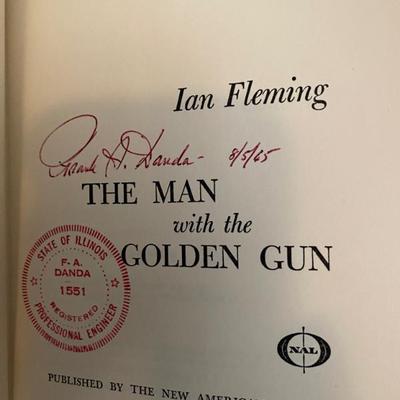 Ian Fleming
Frank A. Danda - 8/5/65
THE MAN
with the
GOLDEN GUN
STATE OF ILLINOIS
F-A.
DANDA
1551
REGISTERED
PROFESSIONAL ENGINEER
NAL
PUBLISHED BY THE NEW AMERICAN